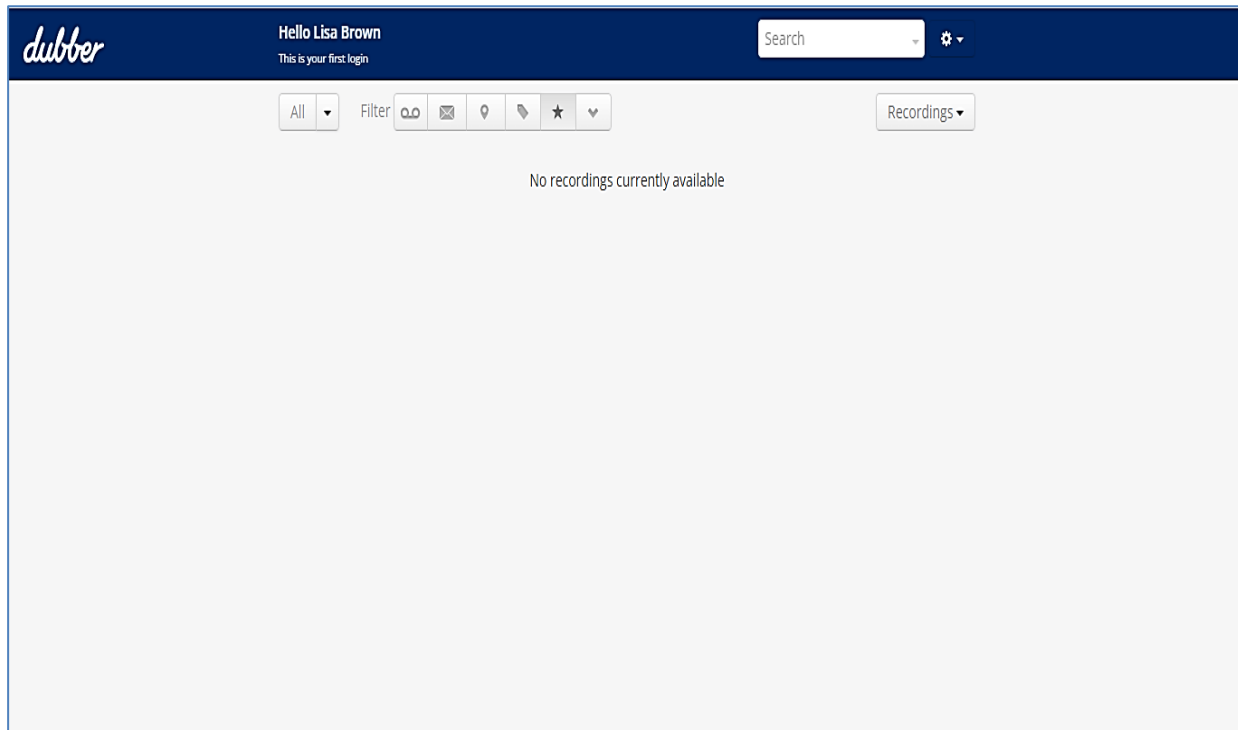 dubber
Hello Lisa Brown
This is your first login
Search
All
Filter
Recordings
No recordings currently available